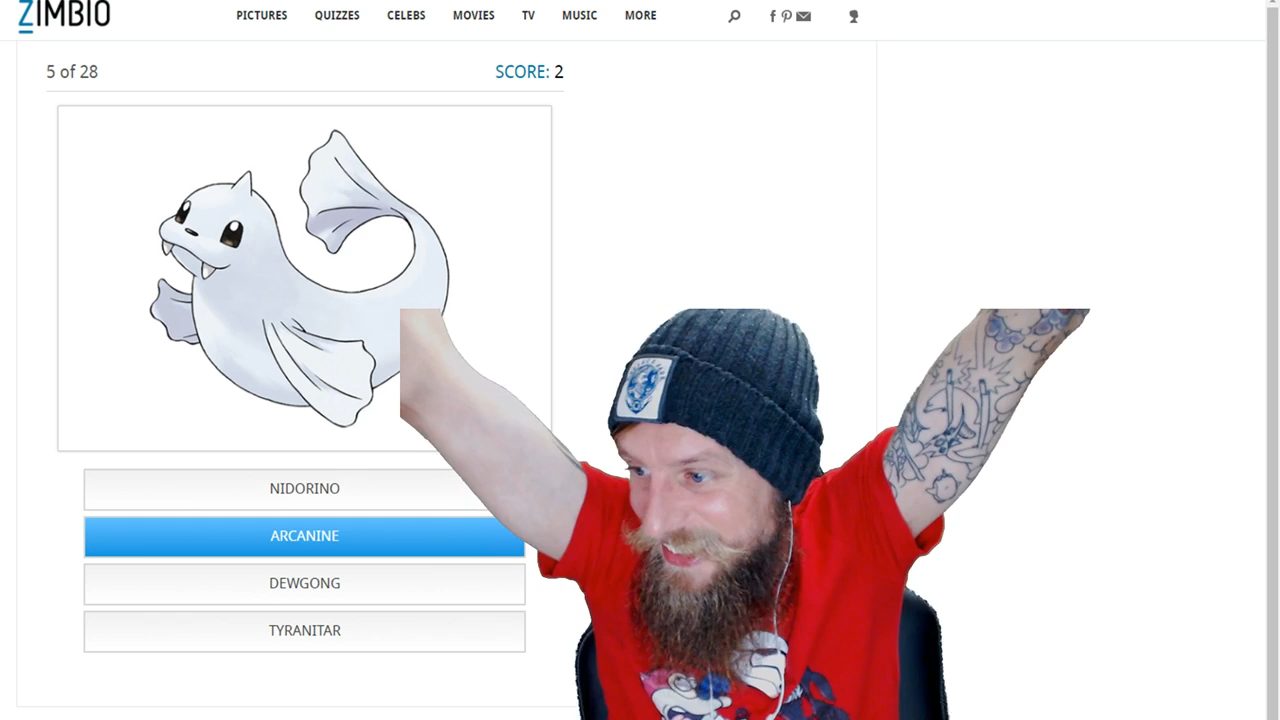 ZIMBIO
PICTURES QUIZZES CELEBS MOVIES TV MUSIC MORE
5 of 28 SCORE: 2
NIDORINO
ARCANINE
DEWGONG
TYRANITAR